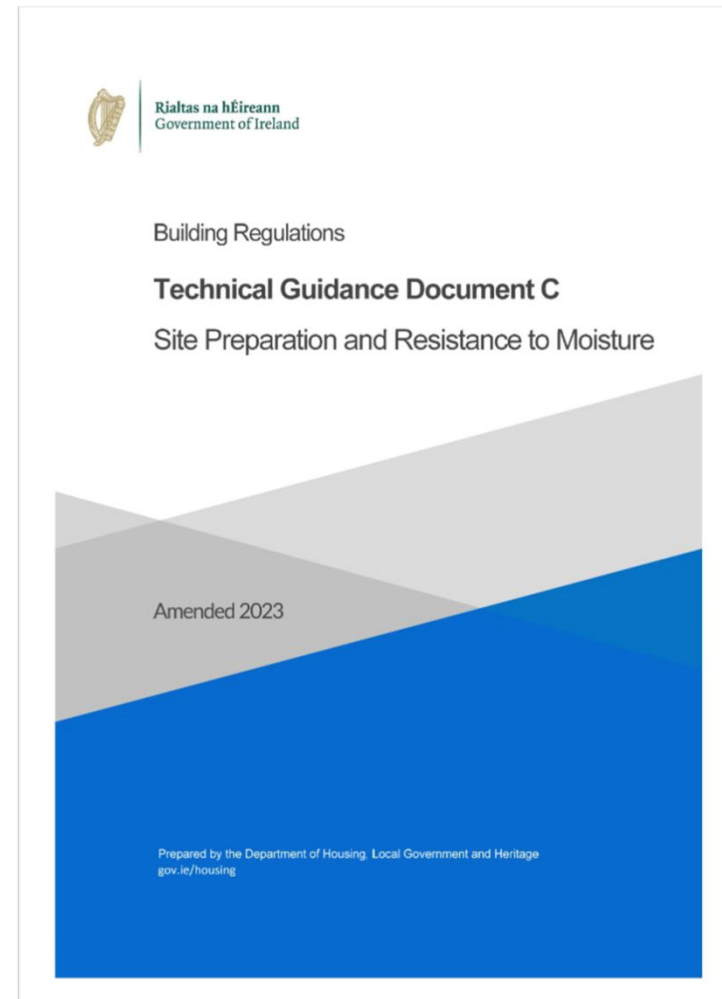 Rialtas na hÉireann
Government of Ireland
Building Regulations
Technical Guidance Document C
Site Preparation and Resistance to Moisture
Amended 2023
Prepared by the Department of Housing, Local Government and Heritage
gov.ie/housing